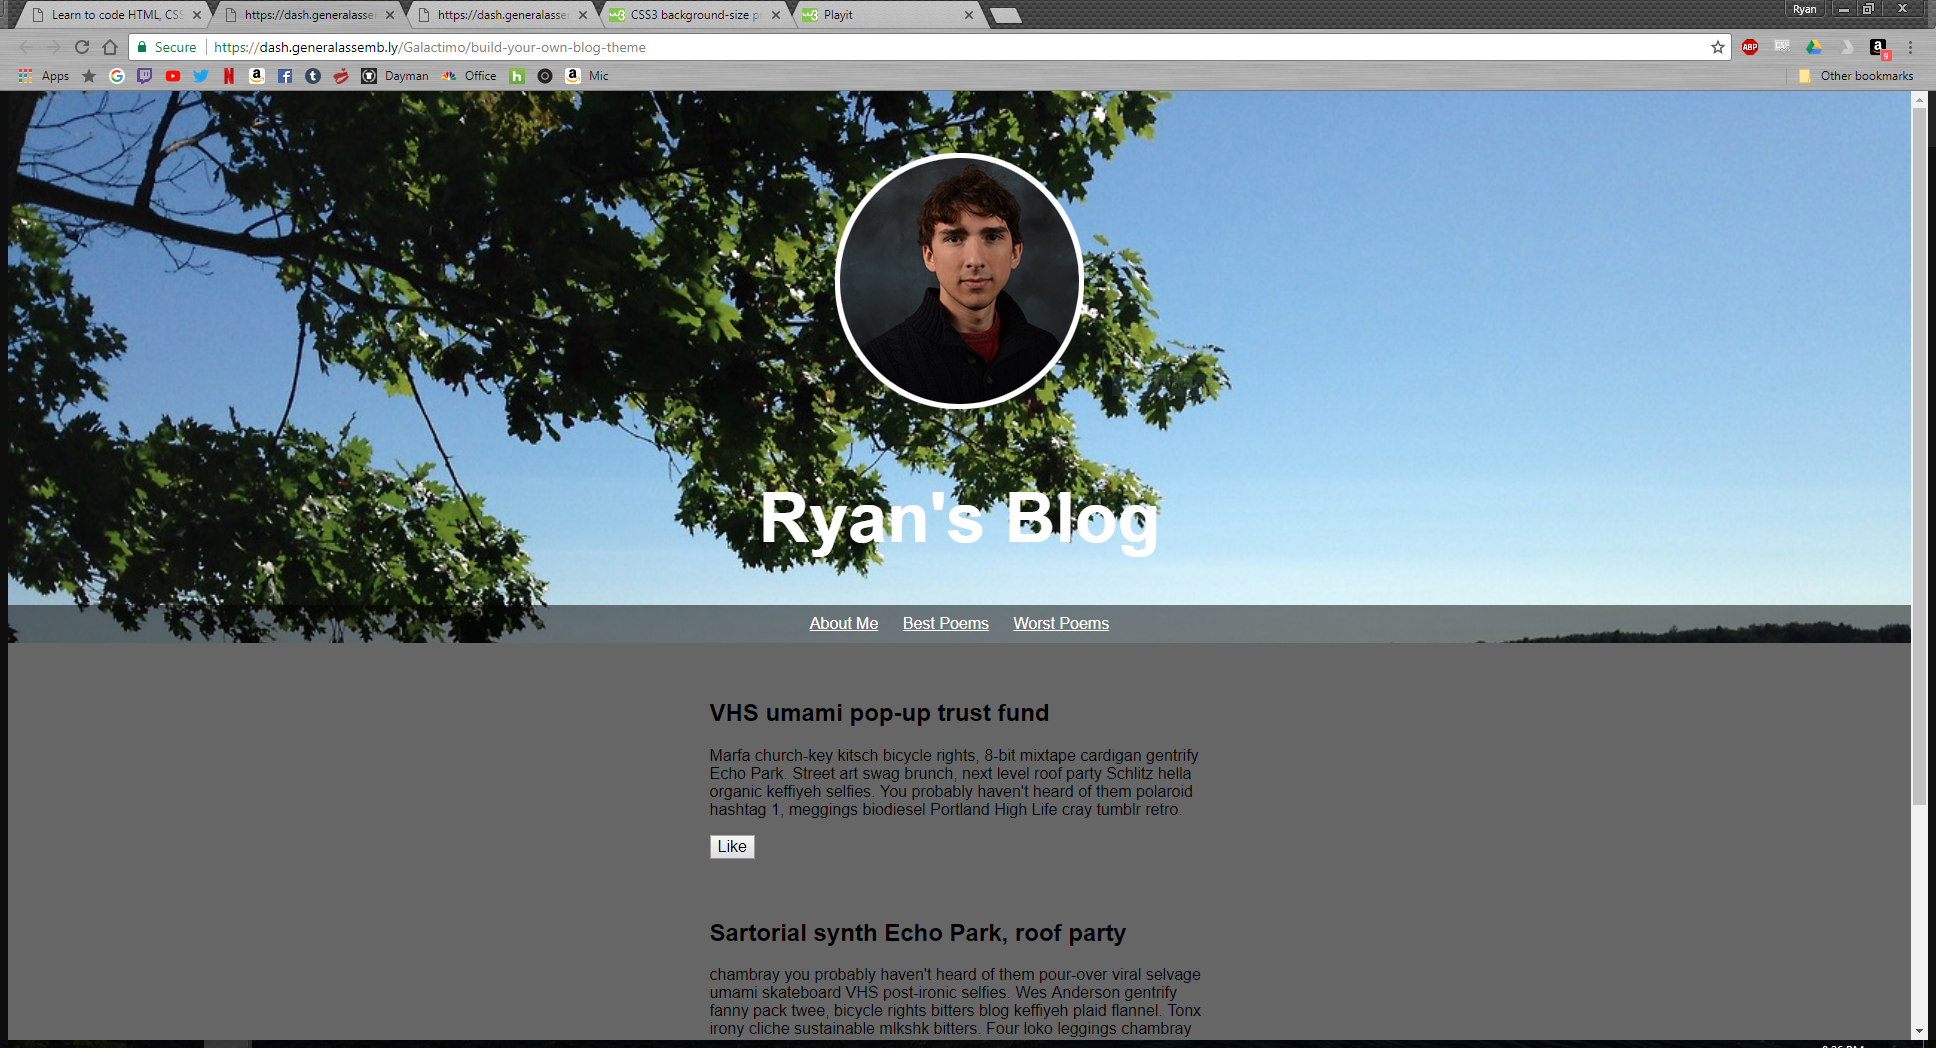 Learn to code HTML, CSS
https://dash.generalasse
https://dash.generalasse
CSS3 background-size pr
Playit
Ryan
Secure
https://dash.generalassemb.ly/Galactimo/build-your-own-blog-theme
ABP
9
Apps
Dayman
Office
Mic
Other bookmarks
Ryan's Blog
About Me Best Poems Worst Poems
VHS umami pop-up trust fund
Marfa church-key kitsch bicycle rights, 8-bit mixtape cardigan gentrify
Echo Park. Street art swag brunch, next level roof party Schlitz hella
organic keffiyeh selfies. You probably haven't heard of them polaroid
hashtag 1, meggings biodiesel Portland High Life cray tumblr retro.
Like
Sartorial synth Echo Park, roof party
chambray you probably haven't heard of them pour-over viral selvage
umami skateboard VHS post-ironic selfies. Wes Anderson gentrify
fanny pack twee, bicycle rights bitters blog keffiyeh plaid flannel. Tonx
irony cliche sustainable mlkshk bitters. Four loko leggings chambray